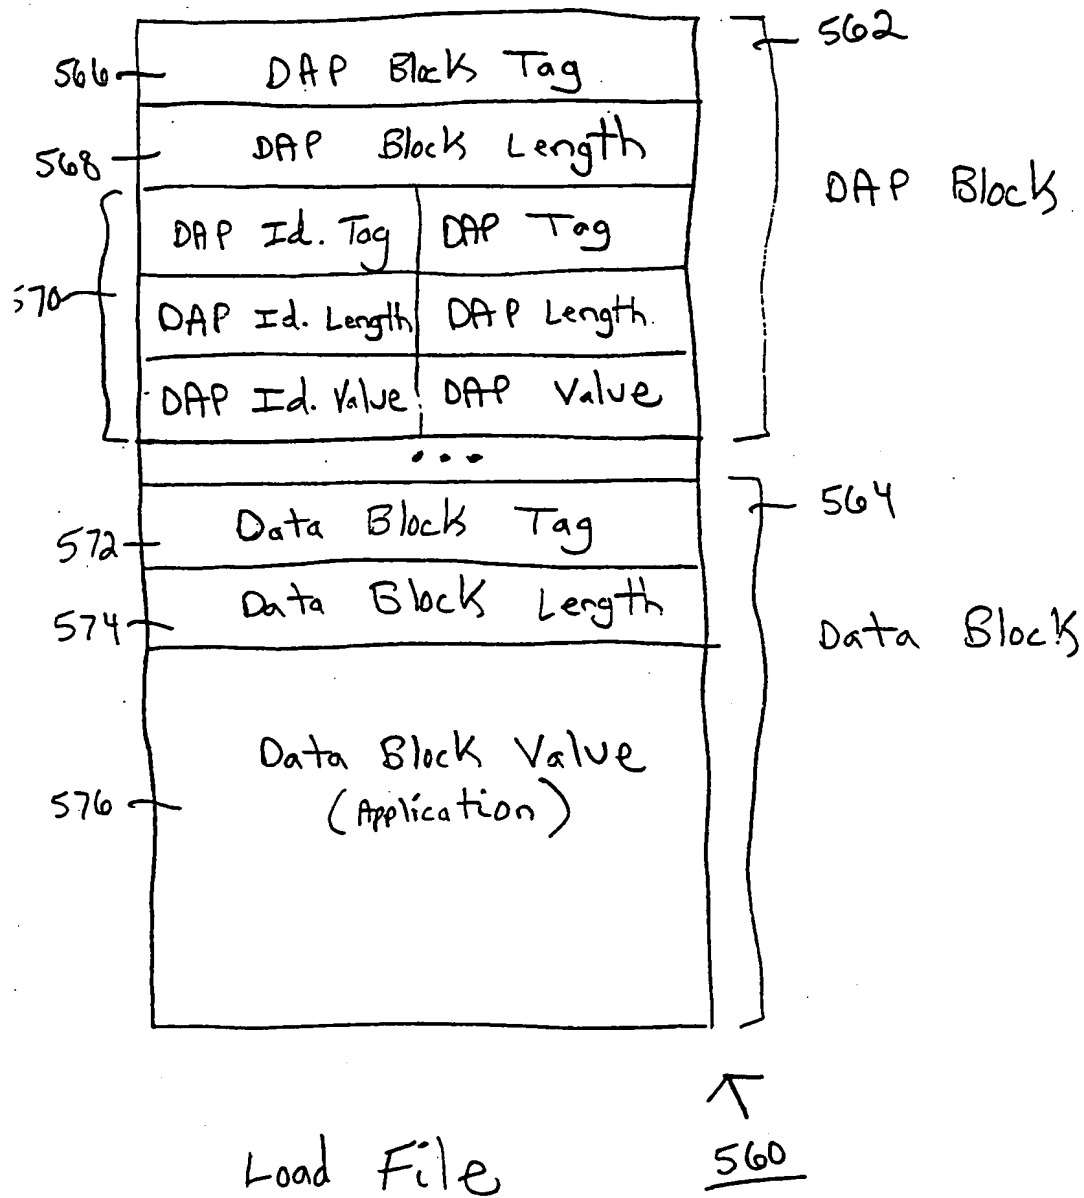 562
566 DAP Block Tag
568 DAP Block Length
DAP Block
DAP Id. Tag DAP Tag
570 DAP Id. Length DAP Length
DAP Id. Value DAP Value
...
564
572 Data Block Tag
574 Data Block Length
Data Block
Data Block Value
576 (Application)
Load File 560